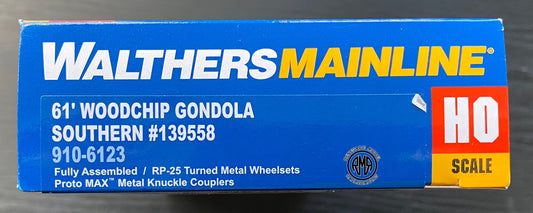 WALTHERSMAINLINE®
61' WOODCHIP GONDOLA
SOUTHERN #139558
910-6123
Fully Assembled / RP-25 Turned Metal Wheelsets
Proto MAX™ Metal Knuckle Couplers
HO
SCALE